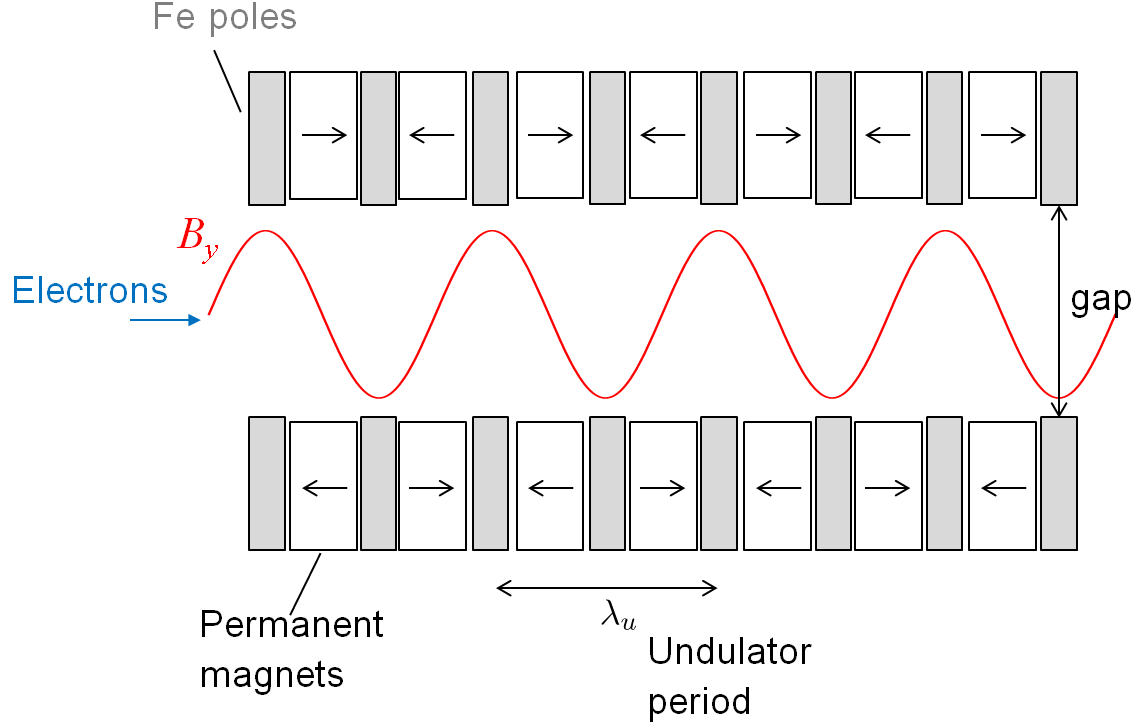 Fe poles
B_y
Electrons
gap
λ_u
Permanent
magnets
Undulator
period